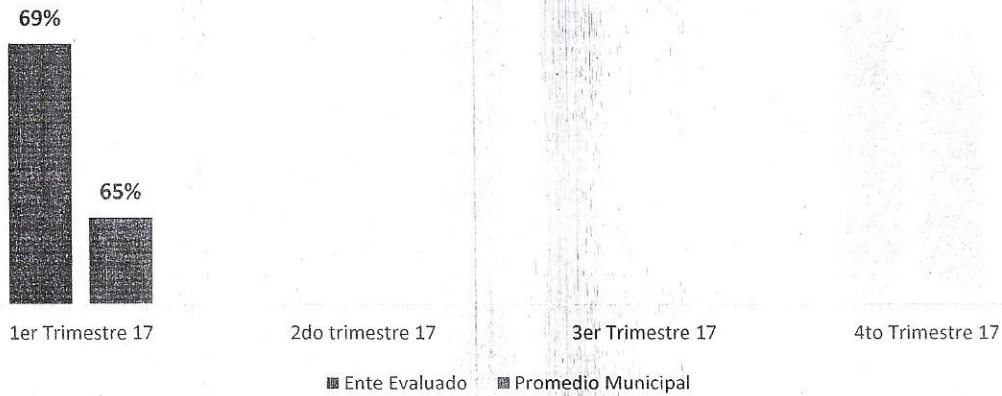 69%
65%
1er Trimestre 17 2do trimestre 17 3er Trimestre 17 4to Trimestre 17
Ente Evaluado Promedio Municipal